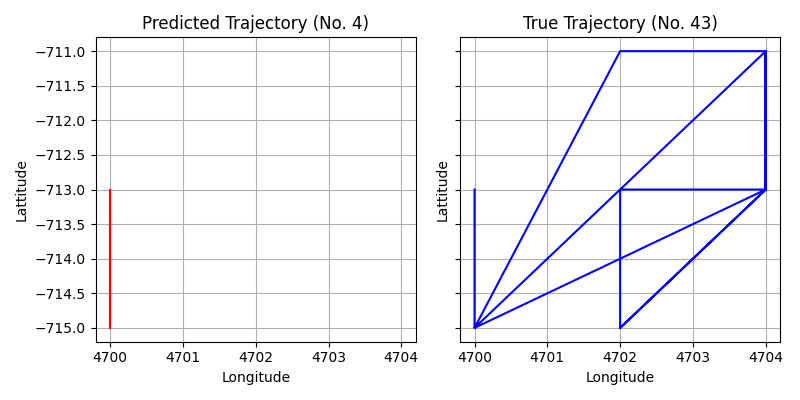 Predicted Trajectory (No. 4)
True Trajectory (No. 43)
Lattitude
−711.0
−711.5
−712.0
−712.5
−713.0
−713.5
−714.0
−714.5
−715.0
4700 4701 4702 4703 4704
Longitude
Lattitude
4700 4701 4702 4703 4704
Longitude